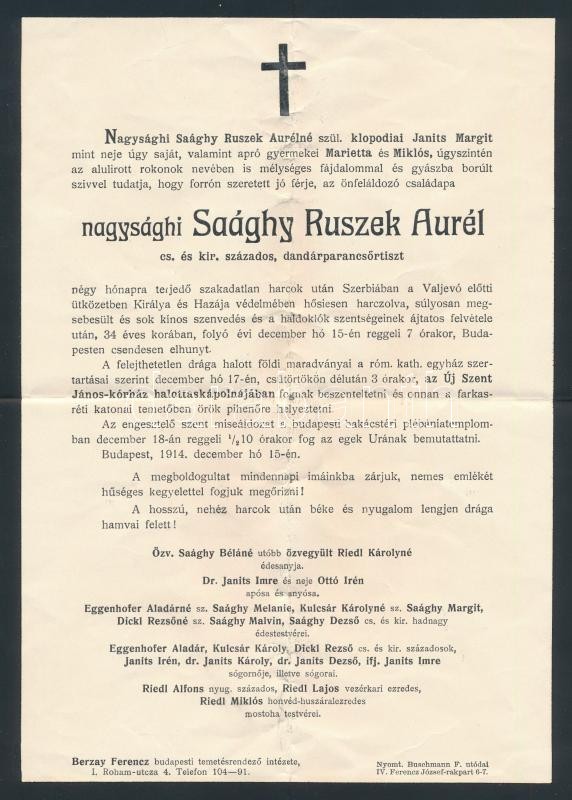 Nagysághi Saághy Ruszek Aurélné szül. klopodiai Janits Margit
mint neje úgy saját, valamint apró gyermekei Marietta és Miklós, úgyszintén
az alulirott rokonok nevében is mélységes fájdalommal és gyászba borúlt
szivvel tudatja, hogy forrón szeretett jó férje, az önfeláldozó családapa
nagysághi Saághy Ruszek Aurél
cs. és kir. százados, dandárparancsőrtiszt
négy hónapra terjedő szakadatlan harcok után Szerbiában a Valjevó előtti
ütközetben Királya és Hazája védelmében hősiesen harczolva, súlyosan meg-
sebesült és sok kínos szenvedés és a haldoklók szentségeinek ájtatos felvétele
után, 34 éves korában, folyó évi december hó 15-én reggeli 7 órakor, Buda-
pesten csendesen elhunyt.
A felejthetetlen drága halott földi maradványai a róm. kath. egyház szer-
tartásai szerint december hó 17-én, csütörtökön délután 3 órakor, az Új Szent
János-kórház halottaskápolnájában fognak beszenteltetni és onnan a farkas-
réti katonai temetőben örök pihenőre helyeztetni.
Az engesztelő szent miseáldozat a budapesti bakácstéri plébániatemplom-
ban december 18-án reggeli 1/210 órakor fog az egek Urának bemutattatni.
Budapest, 1914. december hó 15-én.
A megboldogultat mindennapi imáinkba zárjuk, nemes emlékét
hűséges kegyelettel fogjuk megőrizni!
A hosszú, nehéz harcok után béke és nyugalom lengjen drága
hamvai felett!
Özv. Saághy Béláné utóbb özvegyült Riedl Károlyné
édesanyja.
Dr. Janits Imre és neje Ottó Irén
apósa és anyósa.
Eggenhofer Aladárné sz. Saághy Melanie, Kulcsár Károlyné sz. Saághy Margit,
Dickl Rezsőné sz. Saághy Malvin, Saághy Dezső cs. és kir. hadnagy
édestestvérei.
Eggenhofer Aladár, Kulcsár Károly, Dickl Rezső cs. és kir. századosok,
Janits Irén, dr. Janits Károly, dr. Janits Dezső, ifj. Janits Imre
sógornője, illetve sógorai.
Riedl Alfons nyug. százados, Riedl Lajos vezérkari ezredes,
Riedl Miklós honvéd-huszáralezredes
mostoha testvérei.
Berzay Ferencz budapesti temetésrendező intézete,
I. Roham-utcza 4. Telefon 104—91.
Nyomt. Buschmann F. utódai
IV. Ferencz József-rakpart 6-7.